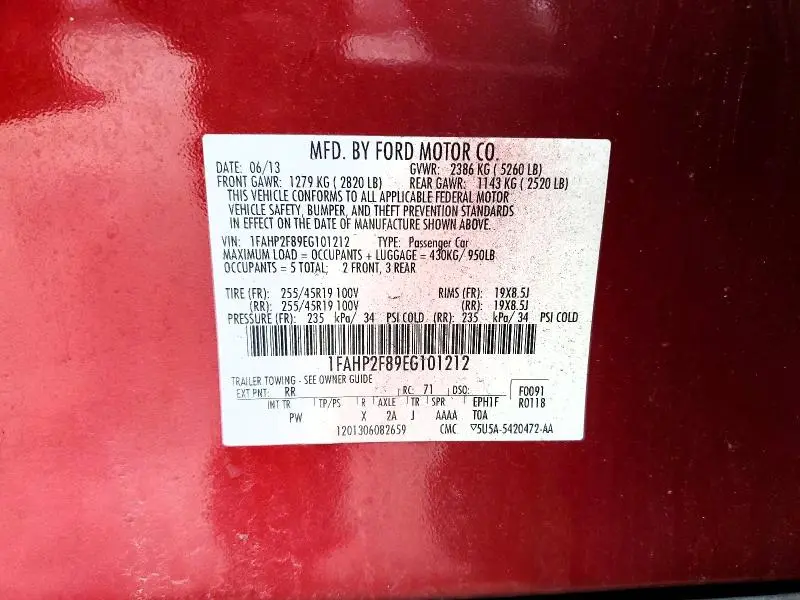 MFD. BY FORD MOTOR CO.
DATE: 06/13 GVWR: 2386 KG ( 5260 LB)
FRONT GAWR: 1279 KG ( 2820 LB) REAR GAWR: 1143 KG ( 2520 LB)
THIS VEHICLE CONFORMS TO ALL APPLICABLE FEDERAL MOTOR
VEHICLE SAFETY, BUMPER, AND THEFT PREVENTION STANDARDS
IN EFFECT ON THE DATE OF MANUFACTURE SHOWN ABOVE.
VIN: 1FAHP2F89EG101212 TYPE: Passenger Car
MAXIMUM LOAD = OCCUPANTS + LUGGAGE = 430KG/ 950LB
OCCUPANTS = 5 TOTAL; 2 FRONT, 3 REAR
TIRE (FR): 255/45R19 100V RIMS (FR): 19X8.5J
(RR): 255/45R19 100V (RR): 19X8.5J
PRESSURE (FR): 235 kPa/ 34 PSI COLD (RR): 235 kPa/ 34 PSI COLD
1FAHP2F89EG101212
TRAILER TOWING - SEE OWNER GUIDE
EXT PNT: RR RC: 71 DSO: F0091
INT TR TP/PS R AXLE TR SPR EPH1F R0118
PW X 2A J AAAA T0A
1201306082659 CMC ▽5U5A-5420472-AA